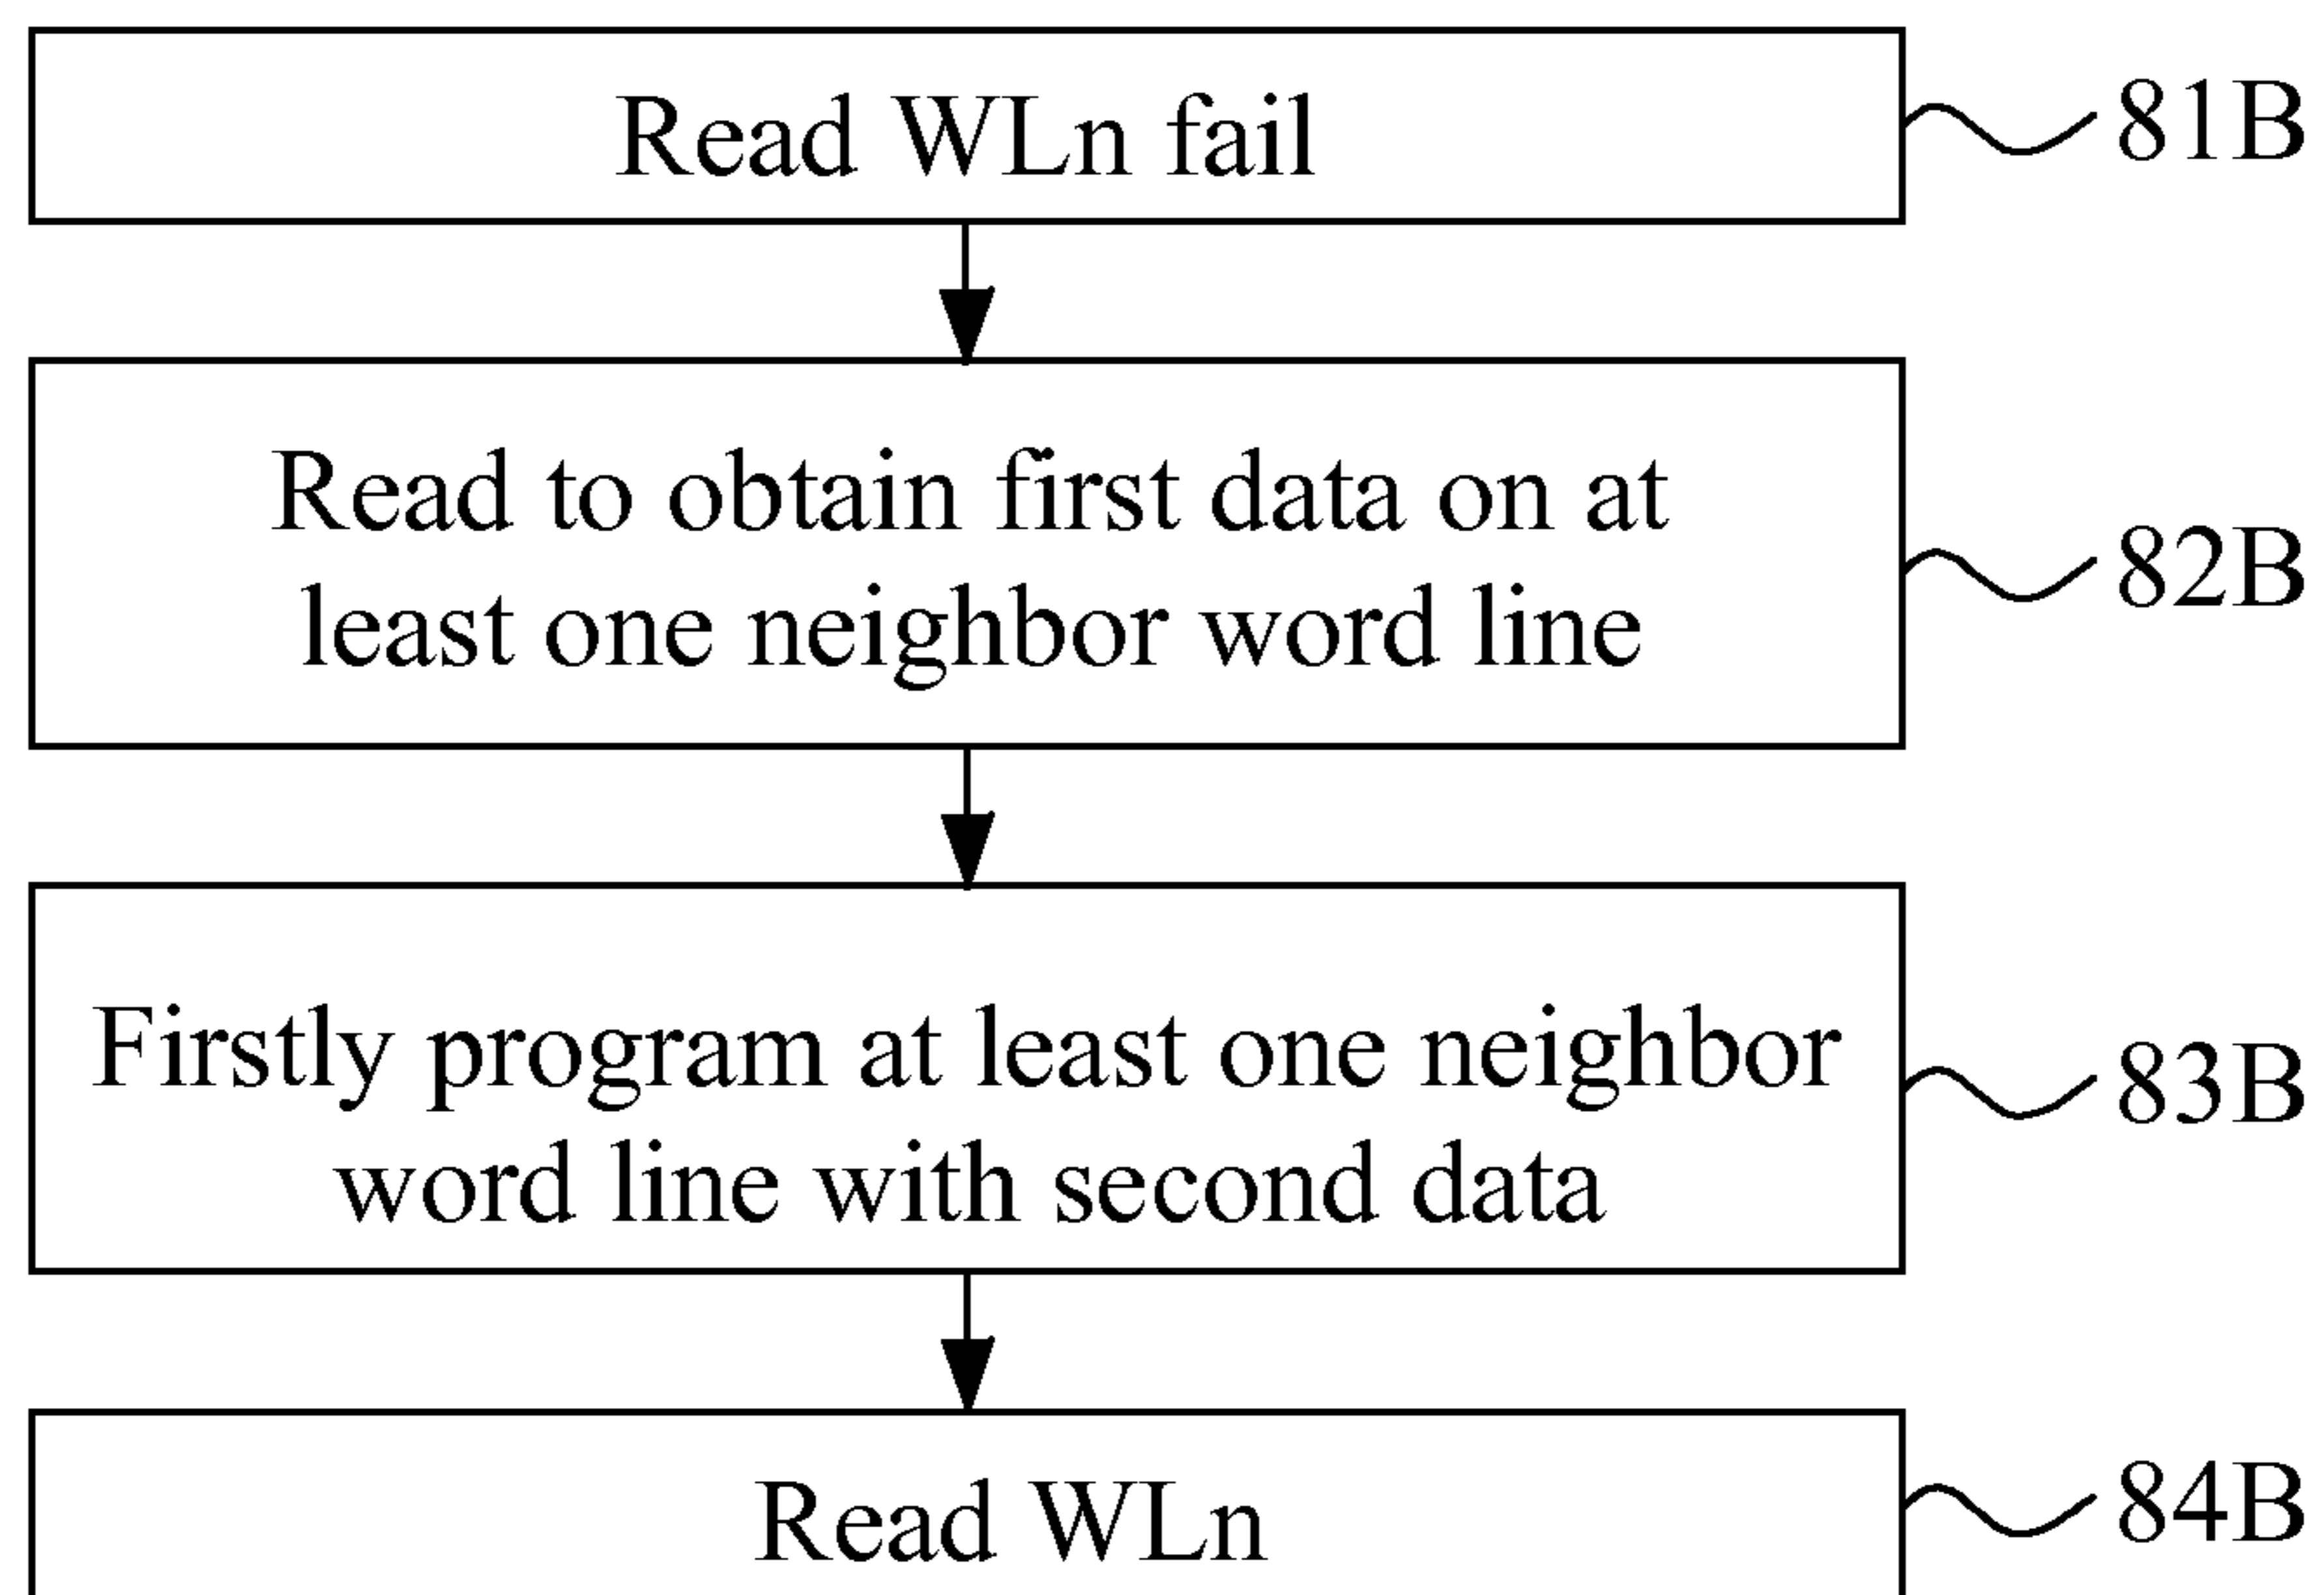 Read WLn fail
81B
Read to obtain first data on at
least one neighbor word line
82B
Firstly program at least one neighbor
word line with second data
83B
Read WLn
84B